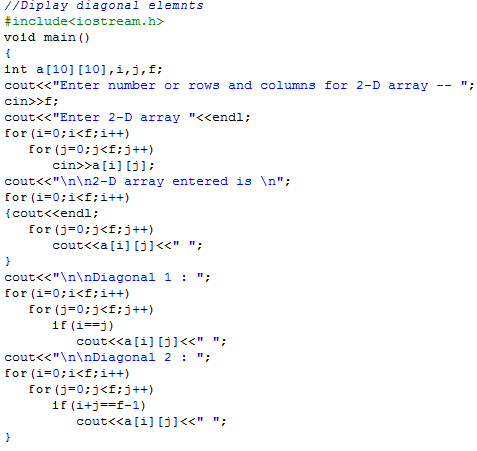 //Diplay diagonal elemnts
#include<iostream.h>
void main()
{
int a[10][10],i,j,f;
cout<<"Enter number or rows and columns for 2-D array -- ";
cin>>f;
cout<<"Enter 2-D array "<<endl;
for(i=0;i<f;i++)
   for(j=0;j<f;j++)
      cin>>a[i][j];
cout<<"\n\n2-D array entered is \n";
for(i=0;i<f;i++)
{cout<<endl;
   for(j=0;j<f;j++)
      cout<<a[i][j]<<" ";
}
cout<<"\n\nDiagonal 1 : ";
for(i=0;i<f;i++)
   for(j=0;j<f;j++)
      if(i==j)
         cout<<a[i][j]<<" ";
cout<<"\n\nDiagonal 2 : ";
for(i=0;i<f;i++)
   for(j=0;j<f;j++)
      if(i+j==f-1)
         cout<<a[i][j]<<" ";
}